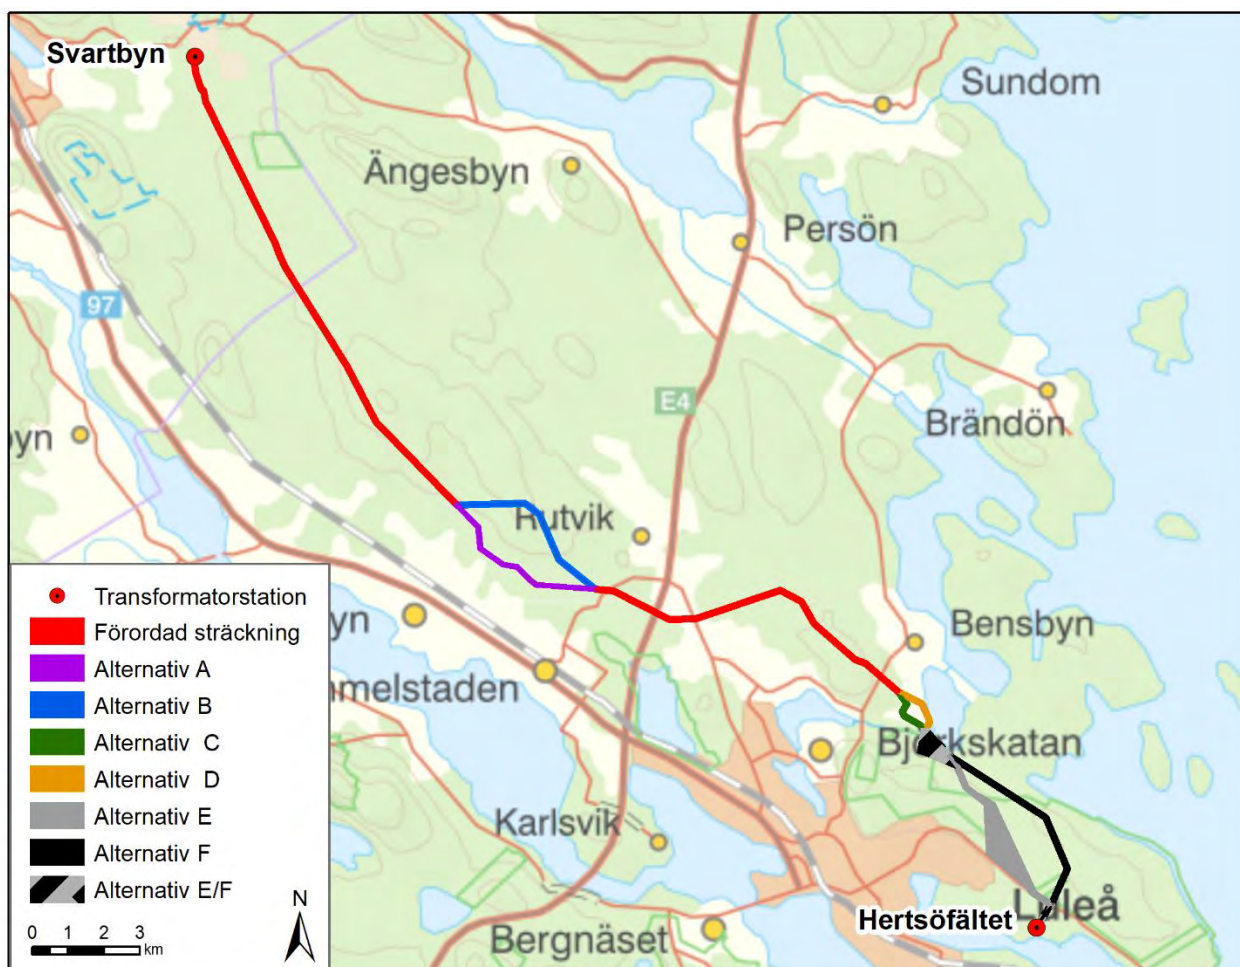 Svartbyn
Sundom
Ängesbyn
Persön
97
E4
Brändön
yn
Rutvik
Bensbyn
yn
mmelstaden
Björkskatan
Karlsvik
Luleå
Hertsöfältet
Bergnäset
Transformatorstation
Förordad sträckning
Alternativ A
Alternativ B
Alternativ C
Alternativ D
Alternativ E
Alternativ F
Alternativ E/F
N
0 1 2 3
km